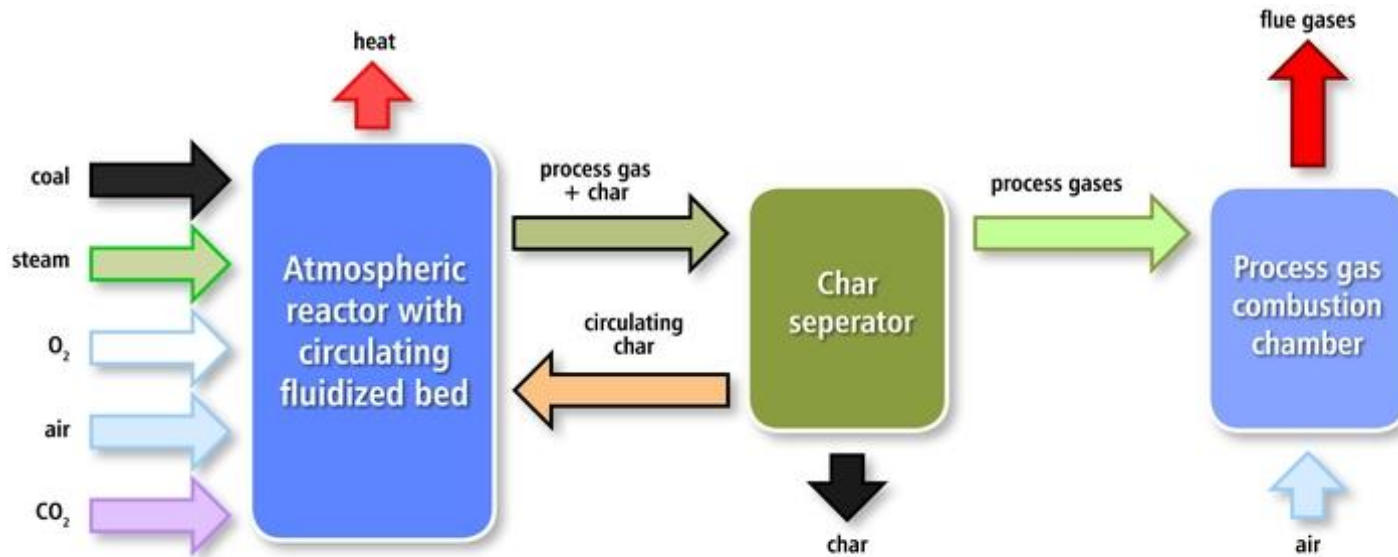 heat
flue gases
coal
steam
O₂
air
CO₂
Atmospheric
reactor with
circulating
fluidized bed
process gas
+ char
circulating
char
Char
seperator
char
process gases
Process gas
combustion
chamber
air